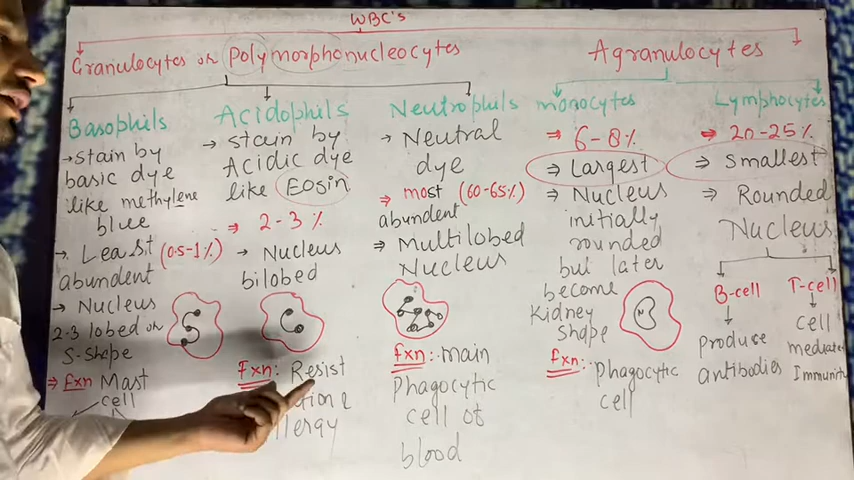 WBC's
Granulocytes or Polymorphonucleocytes
Agranulocytes
Basophils
→ stain by
basic dye
like methylene
blue
→ Least (0.5-1%)
abundent
→ Nucleus
2-3 lobed or
S-shape
⇒ fxn Mast
cell
Acidophils
→ stain by
Acidic dye
like Eosin
⇒ 2-3 %
→ Nucleus
bilobed
fxn: Resist
tion &
llergy
Neutrophils
→ Neutral
dye
⇒ most (60-65%)
abundent
⇒ Multilobed
Nucleus
fxn: main
Phagocytic
cell of
blood
monocytes
⇒ 6-8%
⇒ Largest
⇒ Nucleus
initially
rounded
but later
become
Kidney
shape
N
fxn: Phagocytic
cell
Lymphocytes
⇒ 20-25%
⇒ smallest
⇒ Rounded
Nucleus
B-cell
produce
antibodies
T-cell
cell
mediate
Immunity